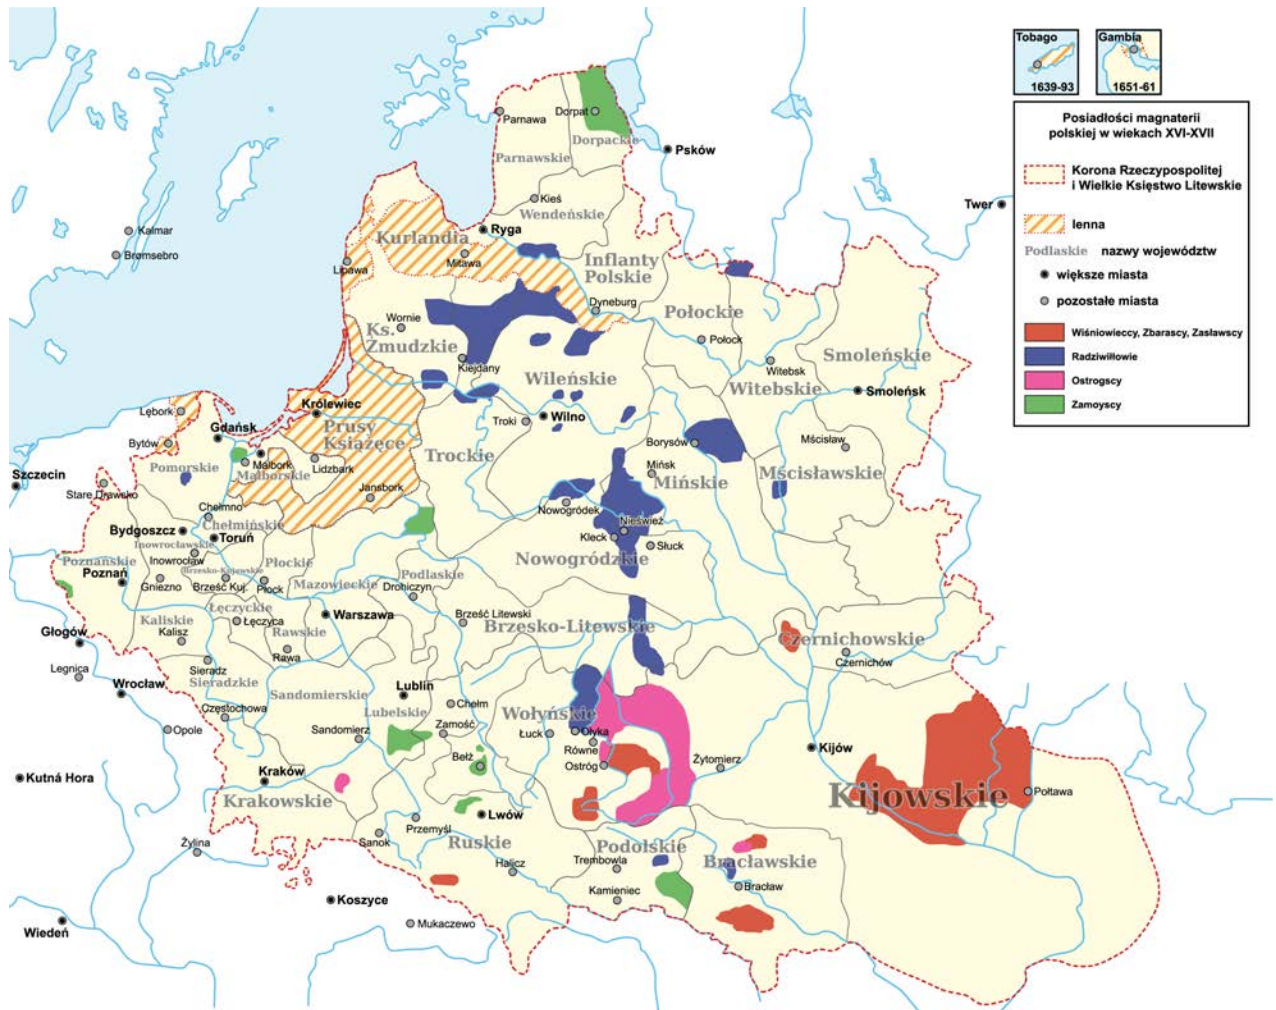 Tobago
1639-93
Gambia
1651-61
Posiadłości magnaterii
polskiej w wiekach XVI-XVII
Korona Rzeczypospolitej
i Wielkie Księstwo Litewskie
lenna
Podlaskie
nazwy województw
większe miasta
pozostałe miasta
Wiśniowieccy, Zbarascy, Zasławscy
Radziwiłłowie
Ostrogscy
Zamoyscy
Parnawa
Dorpat
Dorpackie
Parnawskie
Psków
Kieś
Wendeńskie
Twer
Kalmar
Brømsebro
Ryga
Kurlandia
Mitawa
Lipawa
Inflanty
Polskie
Dyneburg
Wornie
Ks.
Żmudzkie
Kiejdany
Połockie
Połock
Witebsk
Witebskie
Smoleńskie
Smoleńsk
Wileńskie
Wilno
Troki
Trockie
Lębork
Bytów
Gdańsk
Królewiec
Prusy
Książęce
Malbork
Malborskie
Lidzbark
Jansbork
Pomorskie
Szczecin
Stare Drawsko
Borysów
Mińsk
Mińskie
Mścisław
Mścisławskie
Chełmno
Chełmińskie
Bydgoszcz
Toruń
Inowrocławskie
Inowrocław
Brzesko-Kujawskie
Poznańskie
Poznań
Gniezno
Brześć Kuj.
Płock
Płockie
Mazowieckie
Podlaskie
Drohiczyn
Nowogródek
Nieśwież
Kleck
Słuck
Nowogródzkie
Głogów
Kaliskie
Kalisz
Łęczyckie
Łęczyca
Rawskie
Rawa
Warszawa
Brześć Litewski
Brzesko-Litewskie
Czernichowskie
Czernichów
Legnica
Wrocław
Sieradz
Sieradzkie
Sandomierskie
Lublin
Lubelskie
Chełm
Częstochowa
Opole
Sandomierz
Zamość
Wołyńskie
Łuck
Ołyka
Równe
Ostróg
Żytomierz
Kijów
Kijowskie
Połtawa
Kutná Hora
Kraków
Krakowskie
Bełż
Lwów
Przemyśl
Sanok
Ruskie
Halicz
Trembowla
Podolskie
Kamieniec
Bracławskie
Bracław
Żylina
Koszyce
Mukaczewo
Wiedeń